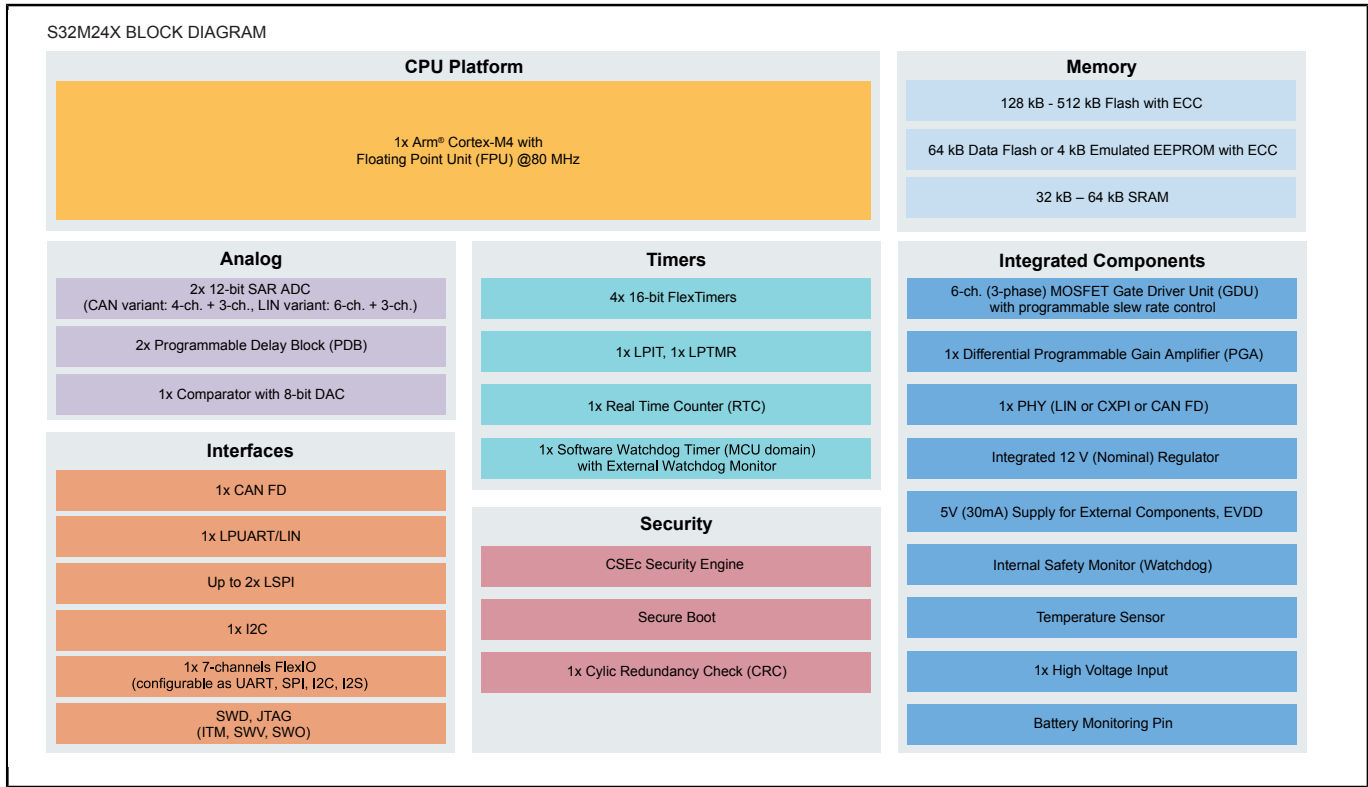 S32M24X BLOCK DIAGRAM
CPU Platform
1x Arm® Cortex-M4 with
Floating Point Unit (FPU) @80 MHz
Memory
128 kB - 512 kB Flash with ECC
64 kB Data Flash or 4 kB Emulated EEPROM with ECC
32 kB – 64 kB SRAM
Analog
2x 12-bit SAR ADC
(CAN variant: 4-ch. + 3-ch., LIN variant: 6-ch. + 3-ch.)
2x Programmable Delay Block (PDB)
1x Comparator with 8-bit DAC
Timers
4x 16-bit FlexTimers
1x LPIT, 1x LPTMR
1x Real Time Counter (RTC)
1x Software Watchdog Timer (MCU domain)
with External Watchdog Monitor
Integrated Components
6-ch. (3-phase) MOSFET Gate Driver Unit (GDU)
with programmable slew rate control
1x Differential Programmable Gain Amplifier (PGA)
1x PHY (LIN or CXPI or CAN FD)
Integrated 12 V (Nominal) Regulator
5V (30mA) Supply for External Components, EVDD
Internal Safety Monitor (Watchdog)
Temperature Sensor
1x High Voltage Input
Battery Monitoring Pin
Interfaces
1x CAN FD
1x LPUART/LIN
Up to 2x LSPI
1x I2C
1x 7-channels FlexIO
(configurable as UART, SPI, I2C, I2S)
SWD, JTAG
(ITM, SWV, SWO)
Security
CSEc Security Engine
Secure Boot
1x Cylic Redundancy Check (CRC)